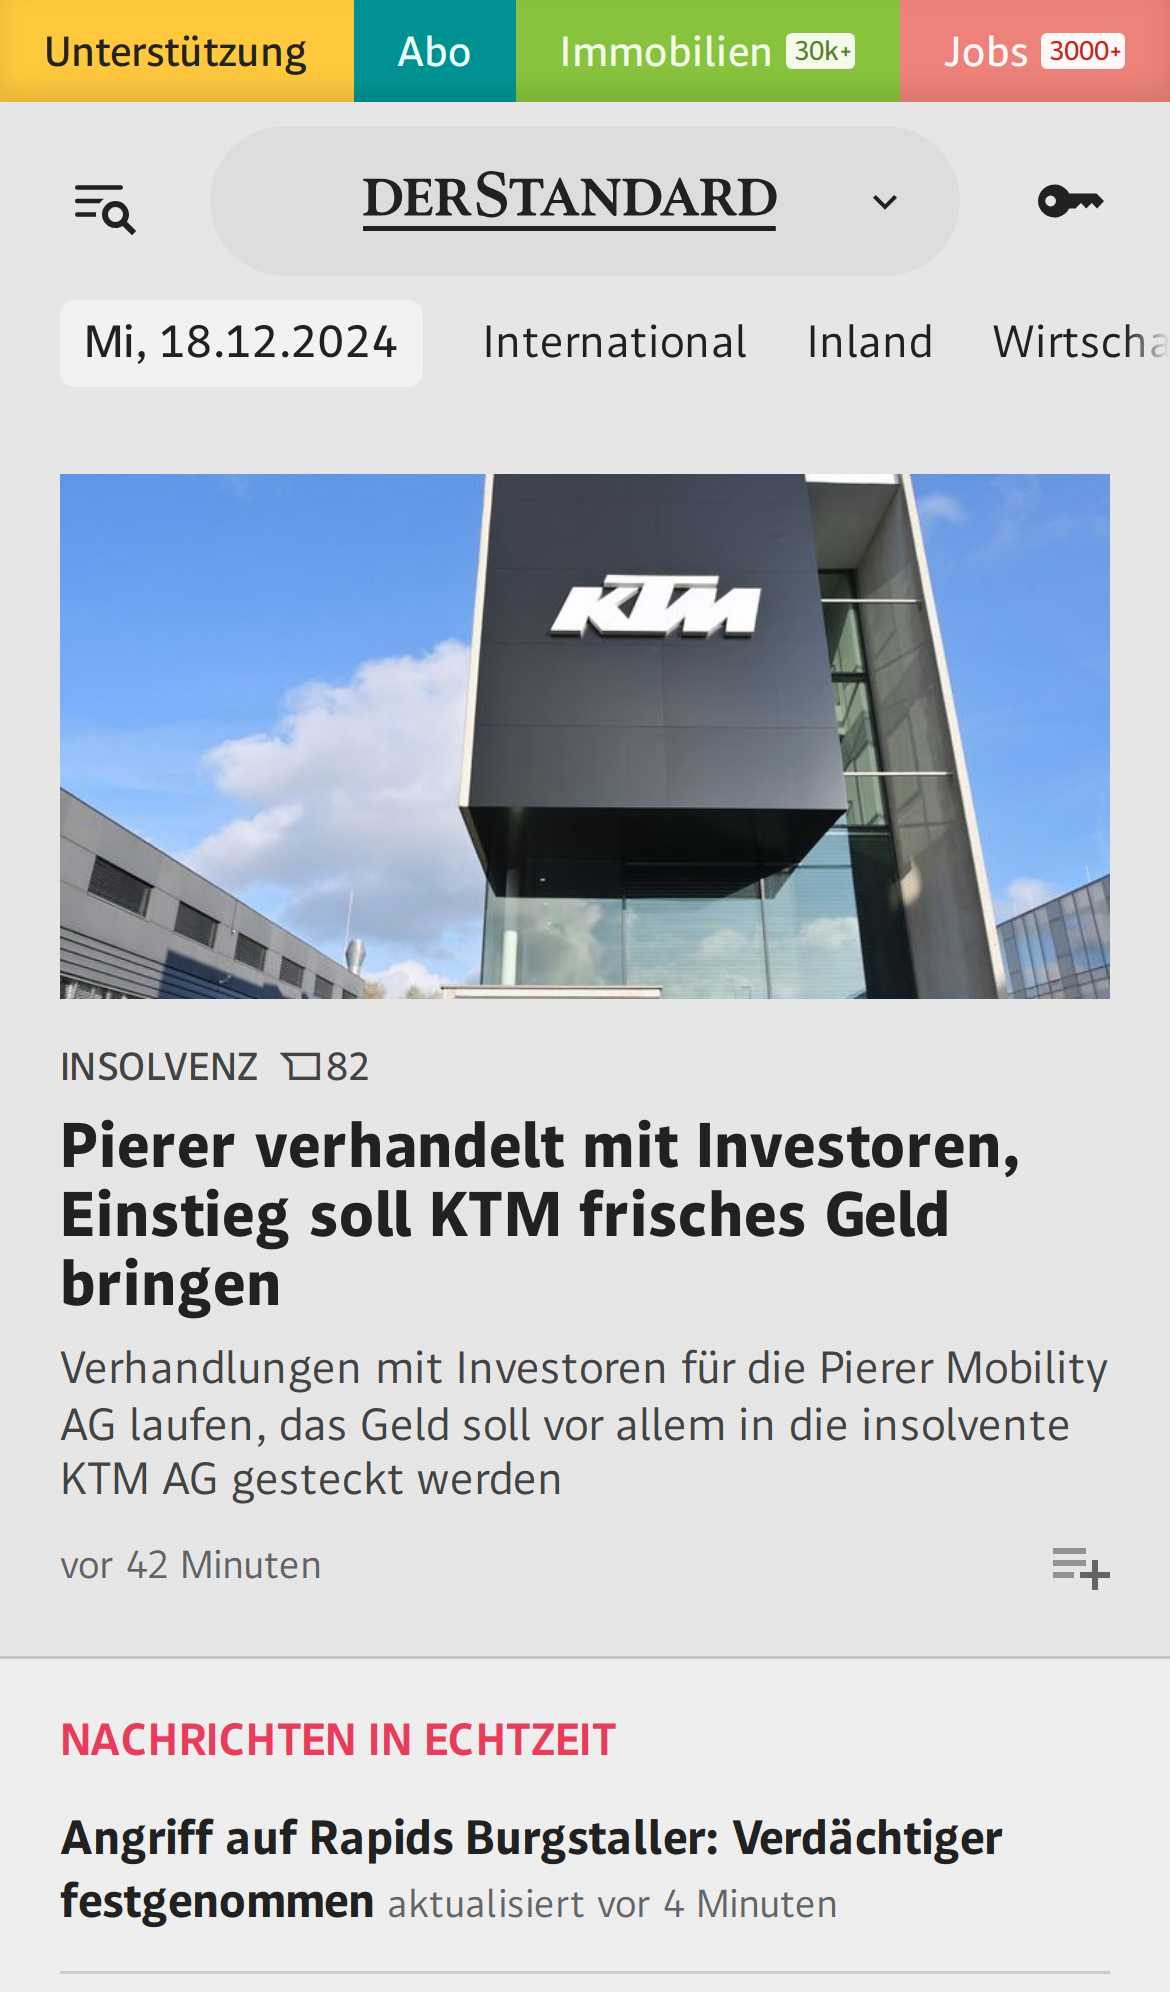 Unterstützung
Abo
Immobilien 30k+
Jobs 3000+
DERSTANDARD
Mi, 18.12.2024
International
Inland
Wirtscha
KTM
INSOLVENZ 82
Pierer verhandelt mit Investoren,
Einstieg soll KTM frisches Geld
bringen
Verhandlungen mit Investoren für die Pierer Mobility
AG laufen, das Geld soll vor allem in die insolvente
KTM AG gesteckt werden
vor 42 Minuten
NACHRICHTEN IN ECHTZEIT
Angriff auf Rapids Burgstaller: Verdächtiger
festgenommen aktualisiert vor 4 Minuten